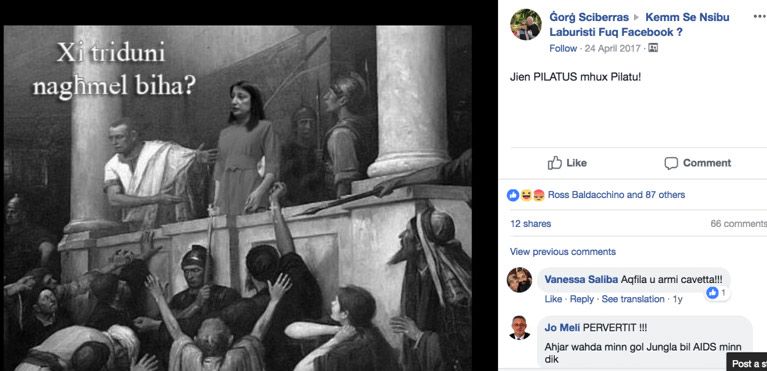 Xi triduni
nagħmel biha?
Ġorġ Sciberras ▸ Kemm Se Nsibu
Laburisti Fuq Facebook ?
Follow · 24 April 2017 ·
Jien PILATUS mhux Pilatu!
Like
Comment
Ross Baldacchino and 87 others
12 shares
66 comments
View previous comments
Vanessa Saliba Aqfila u armi cavetta!!!
1
Like · Reply · See translation · 1y
Jo Meli PERVERTIT !!!
Ahjar wahda minn gol Jungla bil AIDS minn
dik
Post a